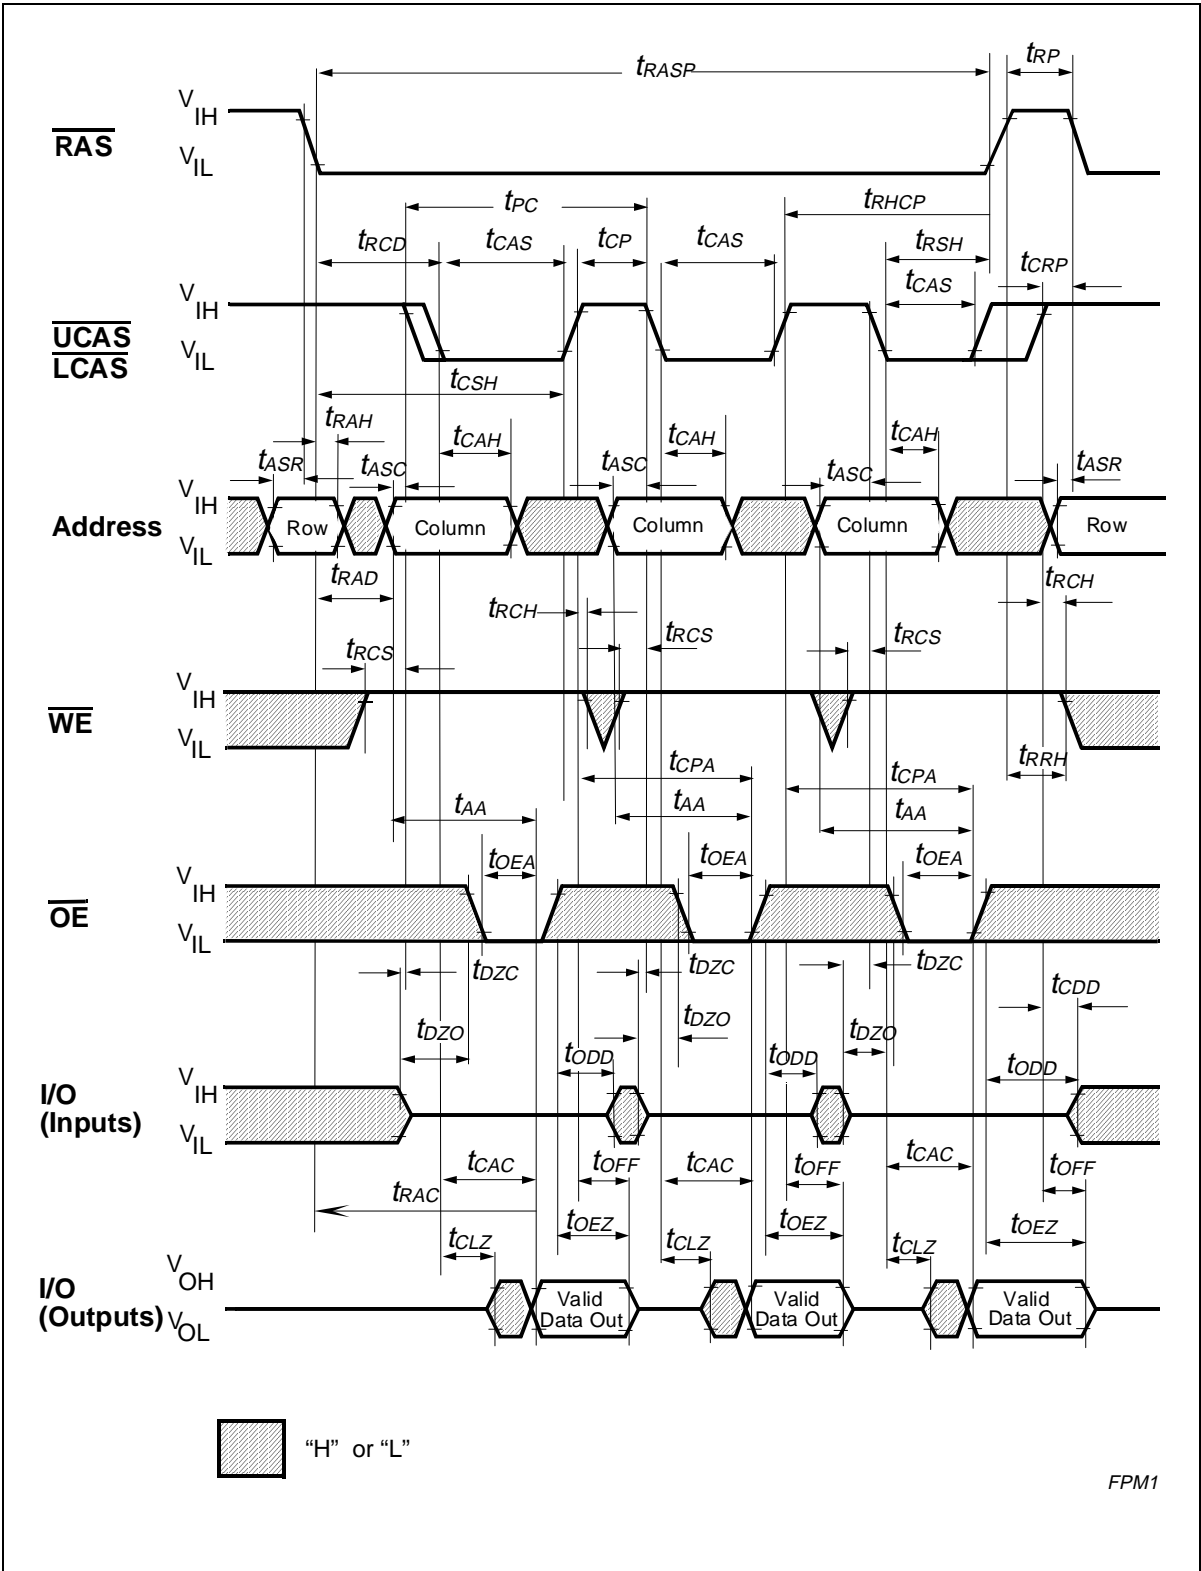 tRASP tRP
VIH
RAS
VIL
tPC tRHCP
tRCD tCAS tCP tCAS tRSH
tCRP
tCAS
VIH
UCAS
LCAS
VIL
tCSH
tRAH
tCAH tCAH tCAH
tASR tASC tASC tASC tASR
VIH
Address Row Column Column Column Row
VIL
tRAD
tRCH
tRCH
tRCS tRCS tRCS
VIH
WE
VIL
tCPA tCPA tRRH
tAA tAA tAA
tOEA tOEA tOEA
VIH
OE
VIL
tDZC tDZC tDZC
tCDD
tDZO tDZO tDZO
tODD tODD tODD
VIH
I/O
(Inputs)
VIL
tCAC tOFF tCAC tOFF tCAC tOFF
tRAC
tOEZ tOEZ tOEZ
tCLZ tCLZ tCLZ
VOH
I/O
(Outputs)
VOL
Valid Valid Valid
Data Out Data Out Data Out
“H” or “L”
FPM1